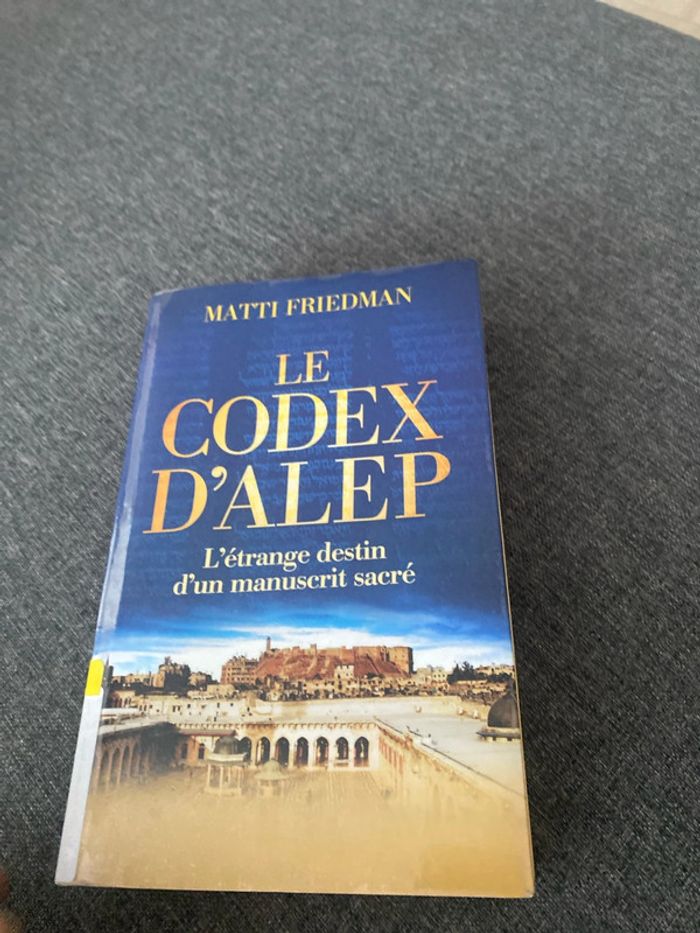 MATTI FRIEDMAN
LE
CODEX
D'ALEP
L'étrange destin
d'un manuscrit sacré